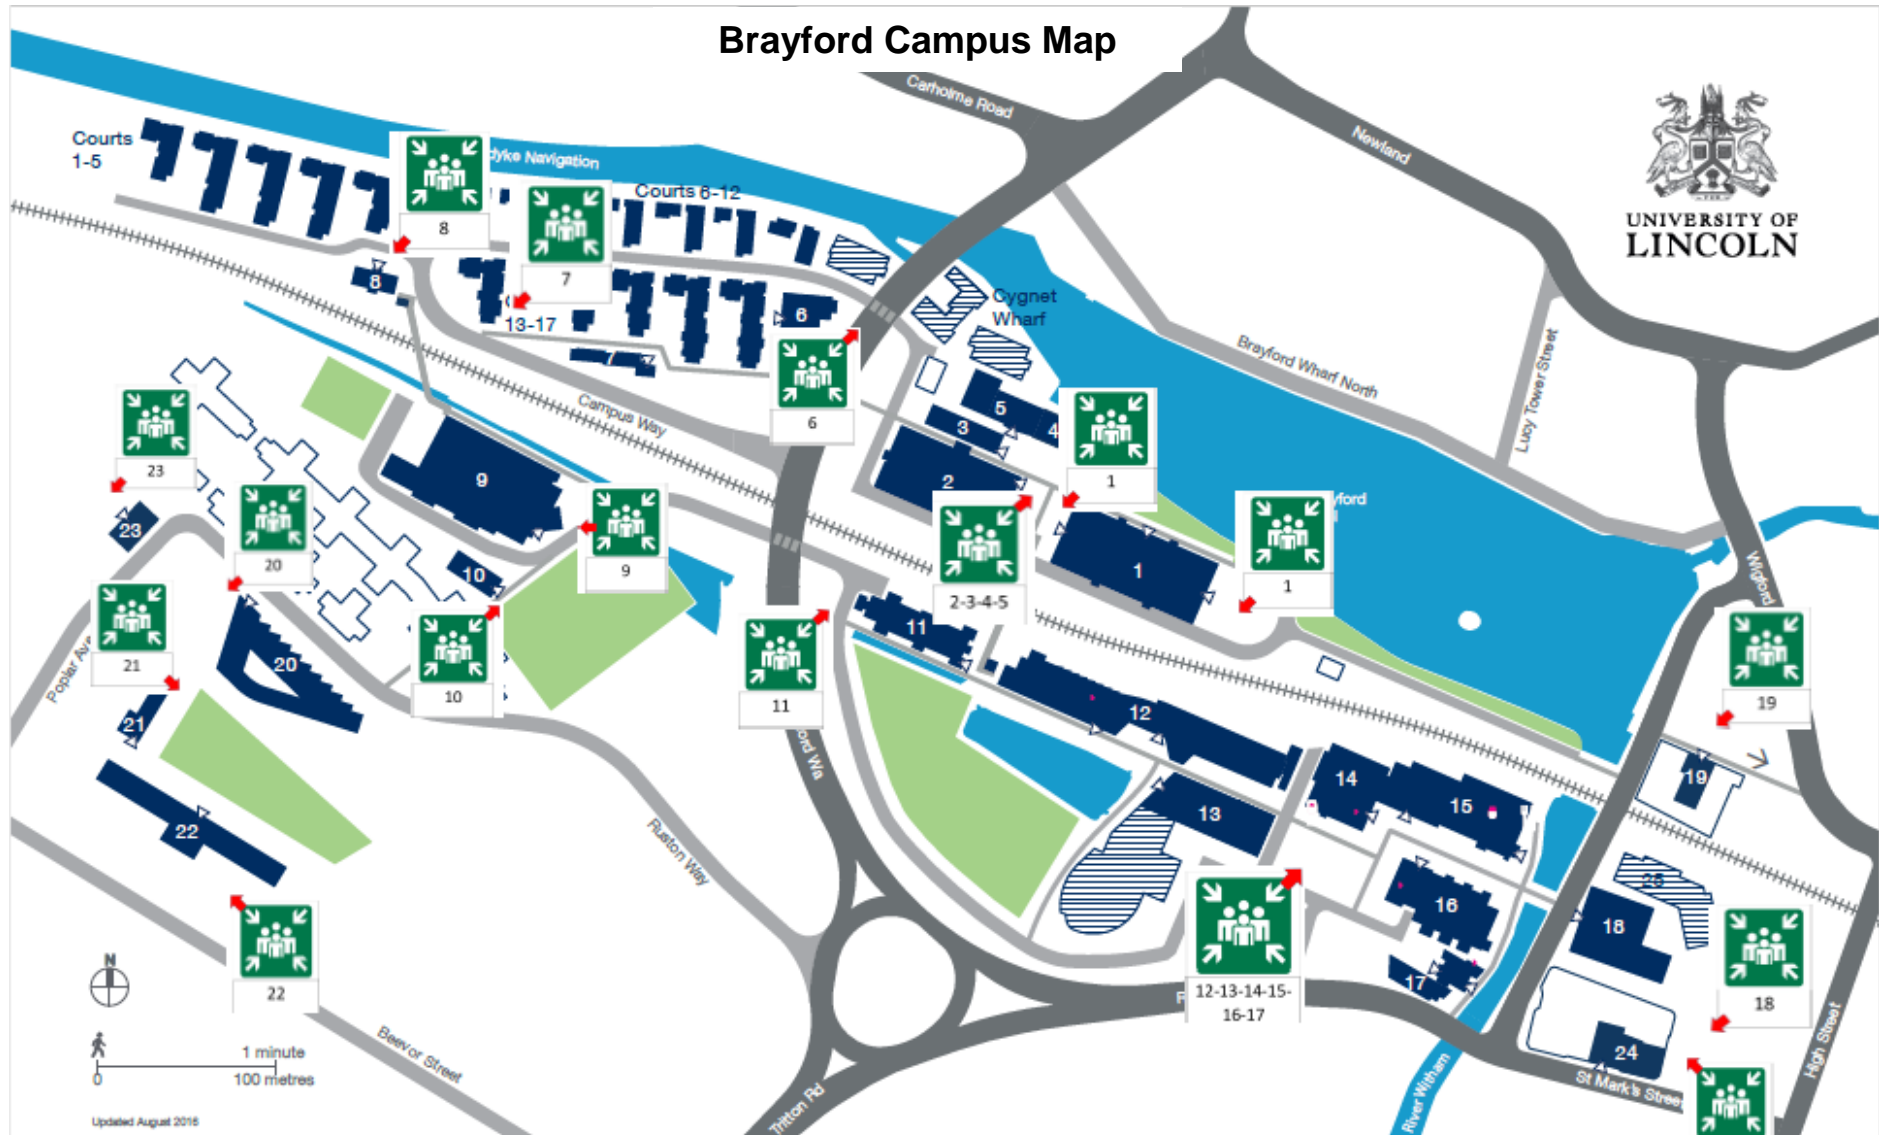 Brayford Campus Map
Carholme Road
Newland
UNIVERSITY OF
LINCOLN
Courts
1-5
dyke Navigation
Courts 6-12
8
7
8
13-17
6
6
Cygnet
Wharf
Brayford Wharf North
Lucy Tower Street
Campus Way
5
3
4
2
1
1
1
2-3-4-5
23
23
20
20
9
9
10
10
21
21
22
22
Poplar Ave
11
11
12
13
14
15
16
17
12-13-14-15-
16-17
Wigford
19
19
18
18
24
Ruston Way
Beevor Street
Tritton Rd
River Witham
St Mark's Stree
High Street
N
1 minute
0
100 metres
Updated August 2016